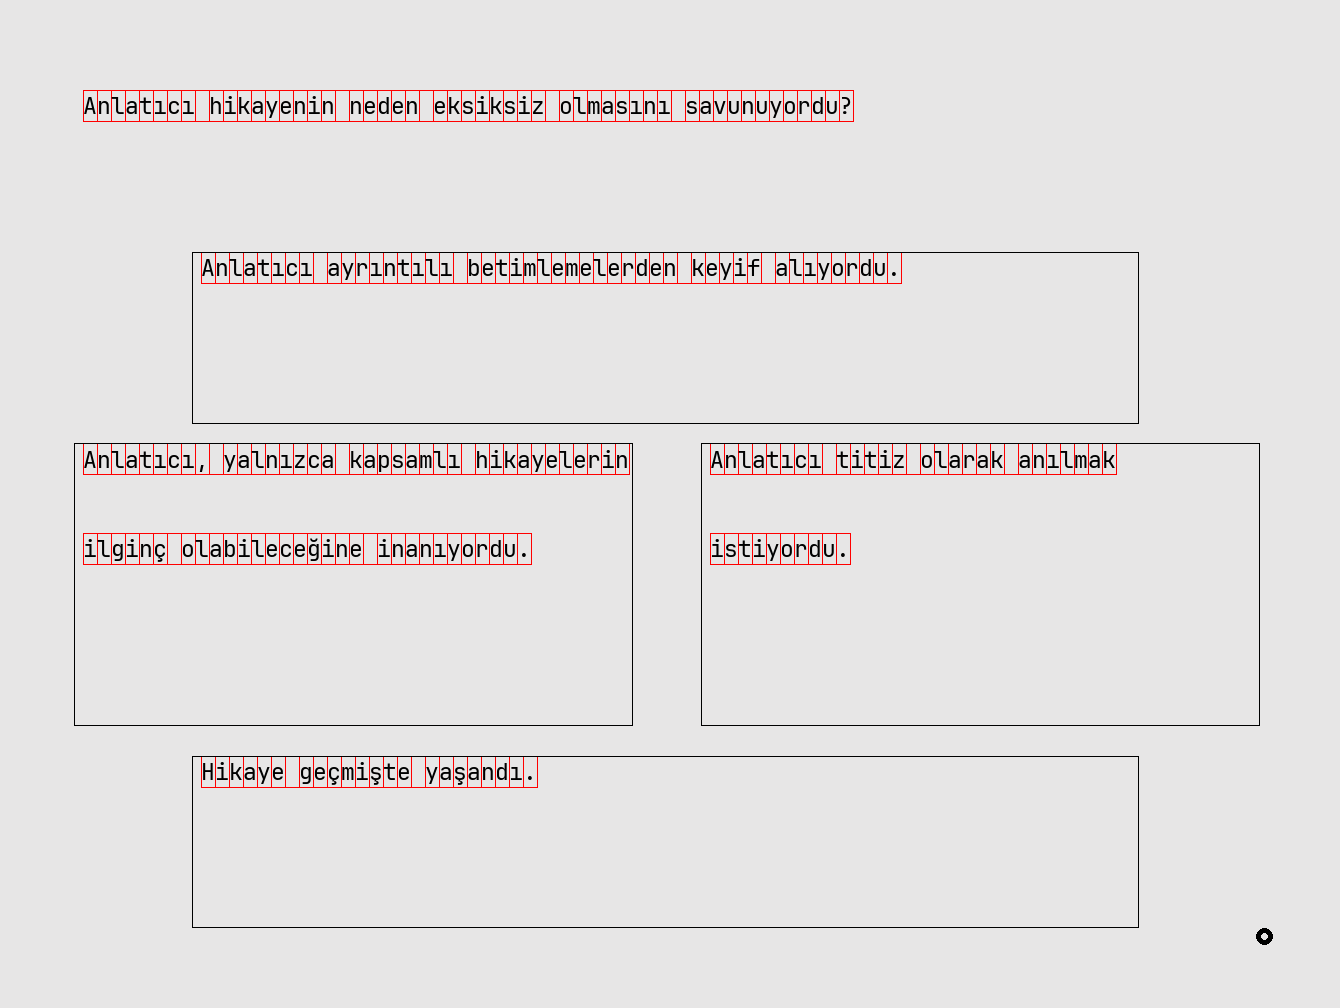 Anlatıcı hikayenin neden eksiksiz olmasını savunuyordu?
Anlatıcı ayrıntılı betimlemelerden keyif alıyordu.
Anlatıcı, yalnızca kapsamlı hikayelerin
ilginç olabileceğine inanıyordu.
Anlatıcı titiz olarak anılmak
istiyordu.
Hikaye geçmişte yaşandı.